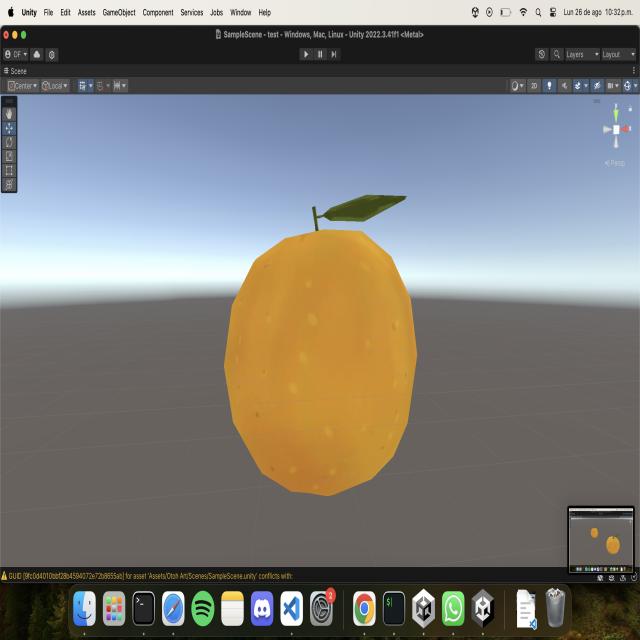 Unity File Edit Assets GameObject Component Services Jobs Window Help Lun 26 de ago 10:32 p.m.
SampleScene - test - Windows, Mac, Linux - Unity 2022.3.41f1 <Metal>
DF Layers Layout
Scene
Center Local 2D
y
x
Persp
GUID [9fc0d4010bbf28b4594072e72b8655ab] for asset 'Assets/Otoh Art/Scenes/SampleScene.unity' conflicts with:
2